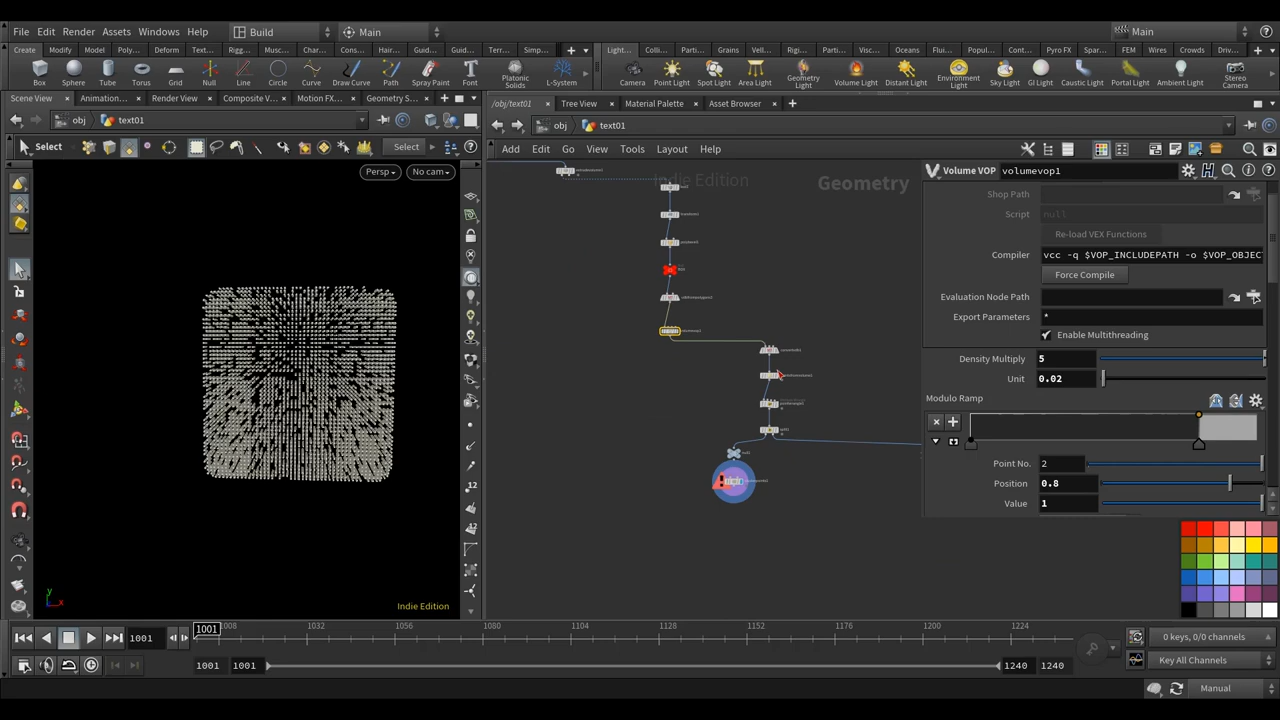 File Edit Render Assets Windows Help Build Main Main
Create Modify Model Poly... Deform Text... Rigg... Musc... Char... Cons... Hair... Guid... Guid... Terr... Simp... Light... Colli... Parti... Grains Vell... Rigi... Parti... Visc... Oceans Flui... Popul... Cont... Pyro FX Spar... FEM Wires Crowds Driv...
Box Sphere Tube Torus Grid Null Line Circle Curve Draw Curve Path Spray Paint Font Platonic Solids L-System Camera Point Light Spot Light Area Light Geometry Light Volume Light Distant Light Environment Light Sky Light GI Light Caustic Light Portal Light Ambient Light Stereo Camera
Scene View Animation... Render View Composite V... Motion FX... Geometry S... /obj/text01 Tree View Material Palette Asset Browser
obj text01 obj text01
Select Select Add Edit Go View Tools Layout Help
Persp No cam
Indie Edition Geometry
Volume VOP volumevop1
Shop Path
Script null
Re-load VEX Functions
Compiler vcc -q $VOP_INCLUDEPATH -o $VOP_OBJEC
Force Compile
Evaluation Node Path
Export Parameters *
Enable Multithreading
Density Multiply 5
Unit 0.02
Modulo Ramp
Point No. 2
Position 0.8
Value 1
volumevop1
12
12
y
x
Indie Edition
1001 1001 1008 1032 1056 1080 1104 1128 1152 1176 1200 1224 0 keys, 0/0 channels
1001 1001 1240 1240 Key All Channels
Manual